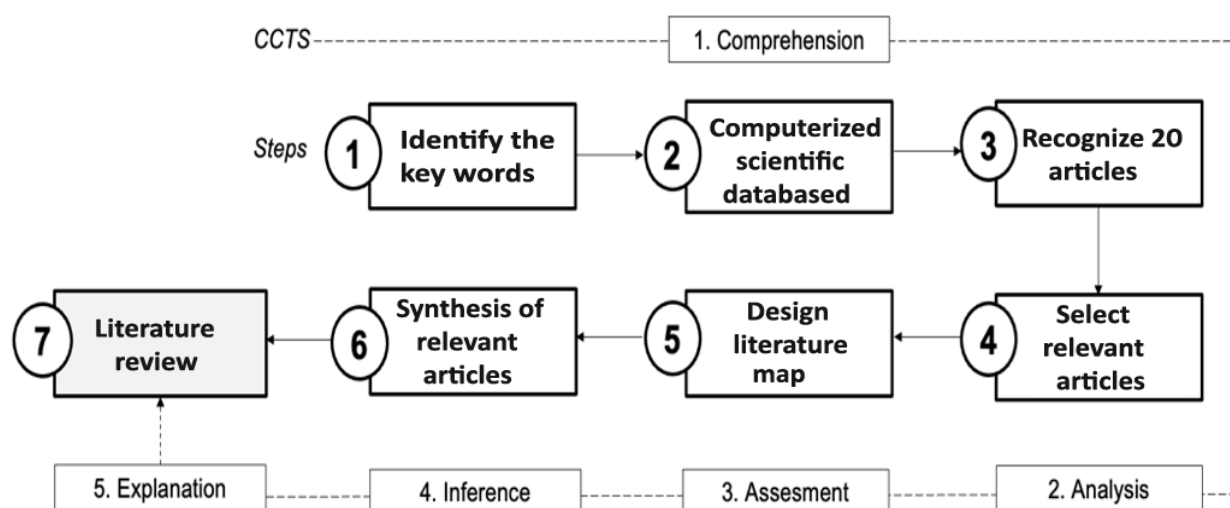 CCTS
1. Comprehension
Steps
1
Identify the
key words
2
Computerized
scientific
databased
3
Recognize 20
articles
7
Literature
review
6
Synthesis of
relevant
articles
5
Design
literature
map
4
Select
relevant
articles
5. Explanation
4. Inference
3. Assesment
2. Analysis